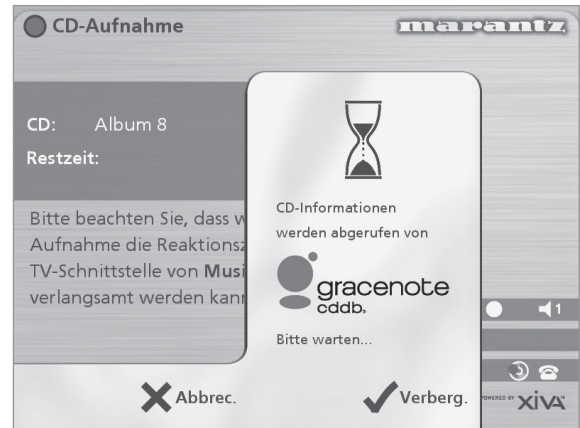 CD-Aufnahme
marantz
CD: Album 8
Restzeit:
Bitte beachten Sie, dass w
Aufnahme die Reaktionsz
TV-Schnittstelle von Musi
verlangsamt werden kann
CD-Informationen
werden abgerufen von
gracenote
cddb.
Bitte warten...
1
Abbrec.
Verberg.
POWERED BY XiVA™